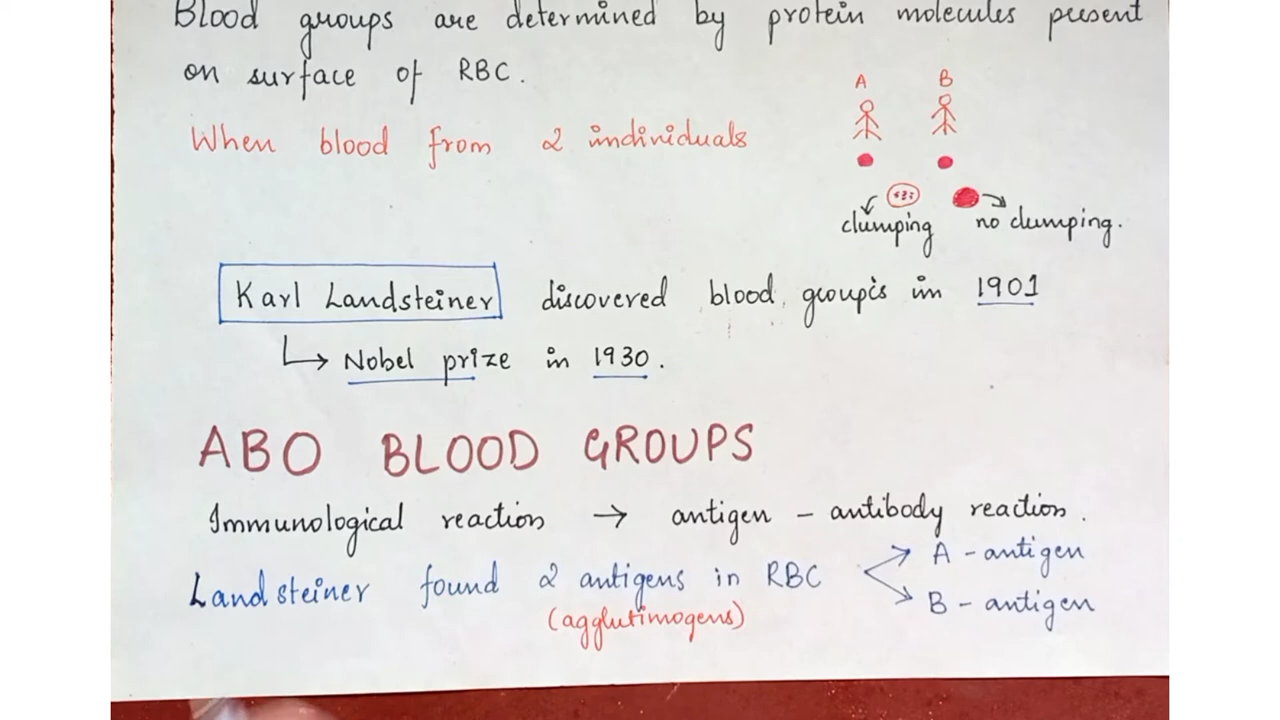 Blood groups are determined by protein molecules present
on surface of RBC.
A B
When blood from 2 individuals
clumping no clumping.
Karl Landsteiner discovered blood groups in 1901
↳ Nobel prize in 1930.
ABO BLOOD GROUPS
Immunological reaction → antigen - antibody reaction.
Landsteiner found 2 antigens in RBC
A - antigen
B - antigen
(agglutimogens)